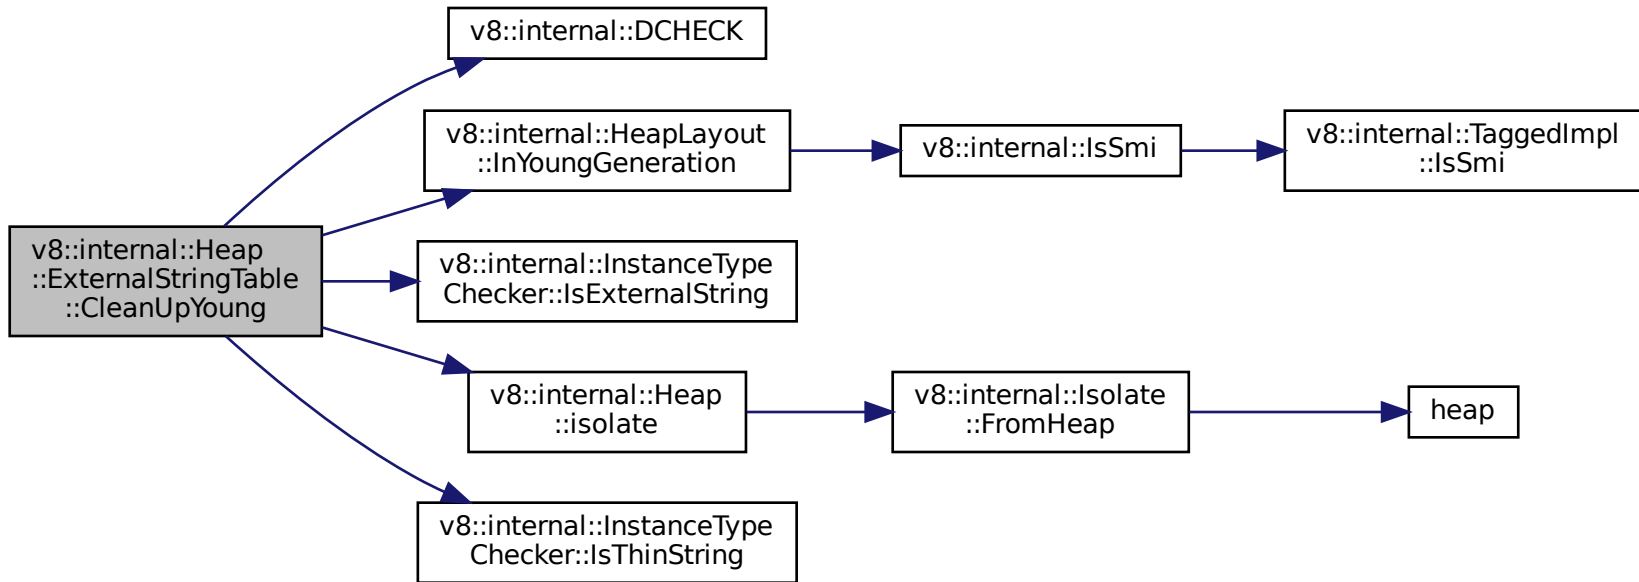 v8::internal::DCHECK
v8::internal::HeapLayout
::InYoungGeneration
v8::internal::IsSmi
v8::internal::TaggedImpl
::IsSmi
v8::internal::Heap
::ExternalStringTable
::CleanUpYoung
v8::internal::InstanceType
Checker::IsExternalString
v8::internal::Heap
::isolate
v8::internal::Isolate
::FromHeap
heap
v8::internal::InstanceType
Checker::IsThinString